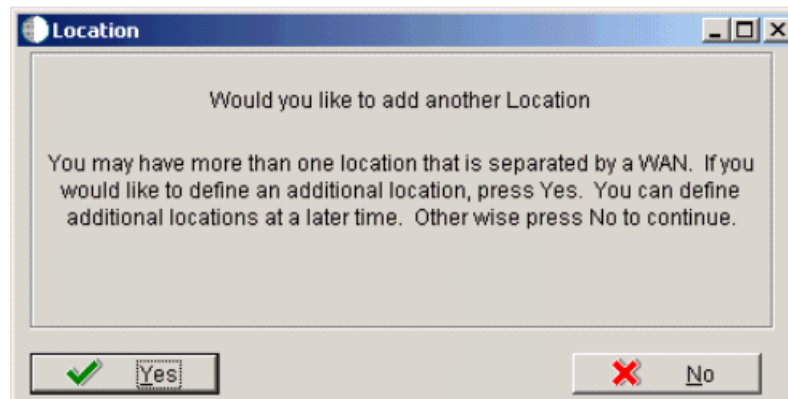 Location
Would you like to add another Location
You may have more than one location that is separated by a WAN. If you
would like to define an additional location, press Yes. You can define
additional locations at a later time. Other wise press No to continue.
Yes
No